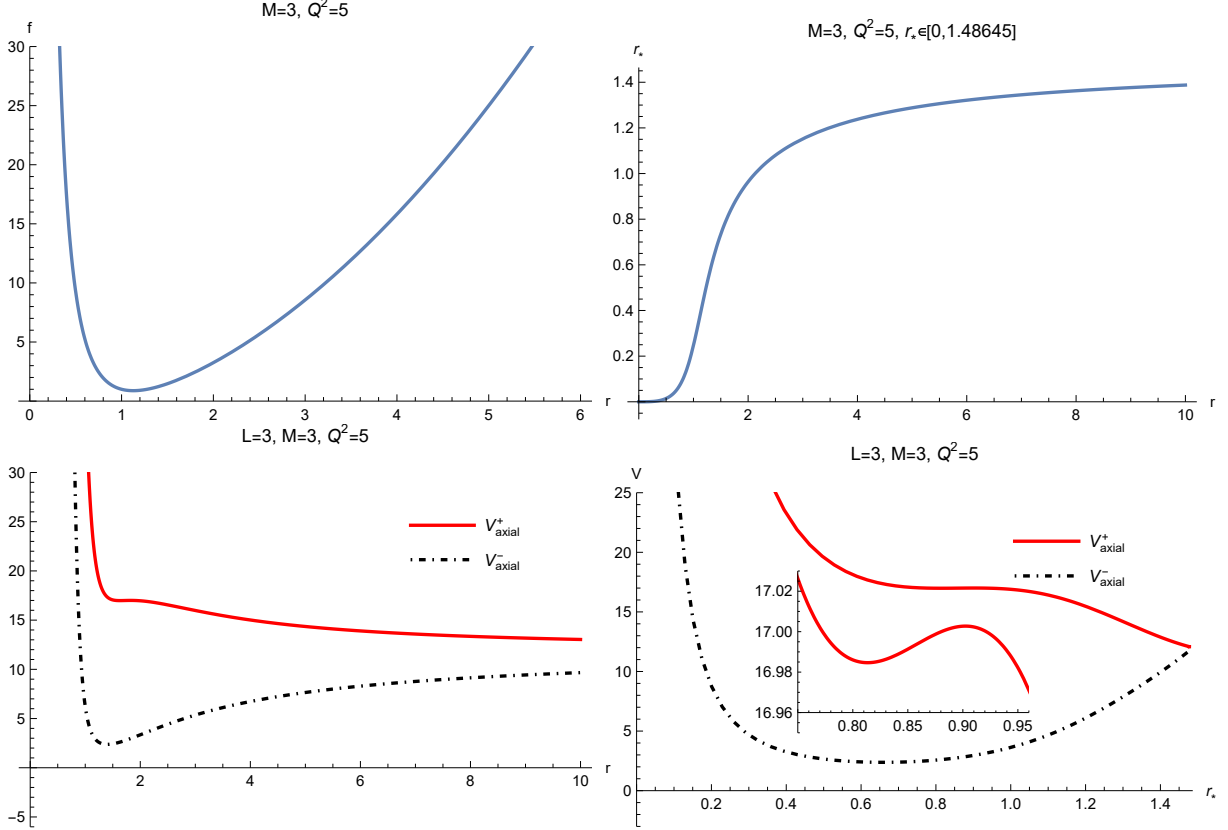 M=3, Q²=5
f
30
25
20
15
10
5
0 1 2 3 4 5 6 r
M=3, Q²=5, r*∈[0,1.48645]
r*
1.4
1.2
1.0
0.8
0.6
0.4
0.2
0.0
2 4 6 8 10 r
L=3, M=3, Q²=5
30
25
20
15
10
5
0
-5
2 4 6 8 10 r
V⁺axial
V⁻axial
L=3, M=3, Q²=5
V
25
20
15
10
5
0
0.2 0.4 0.6 0.8 1.0 1.2 1.4 r*
V⁺axial
V⁻axial
17.02
17.00
16.98
16.96
0.80 0.85 0.90 0.95